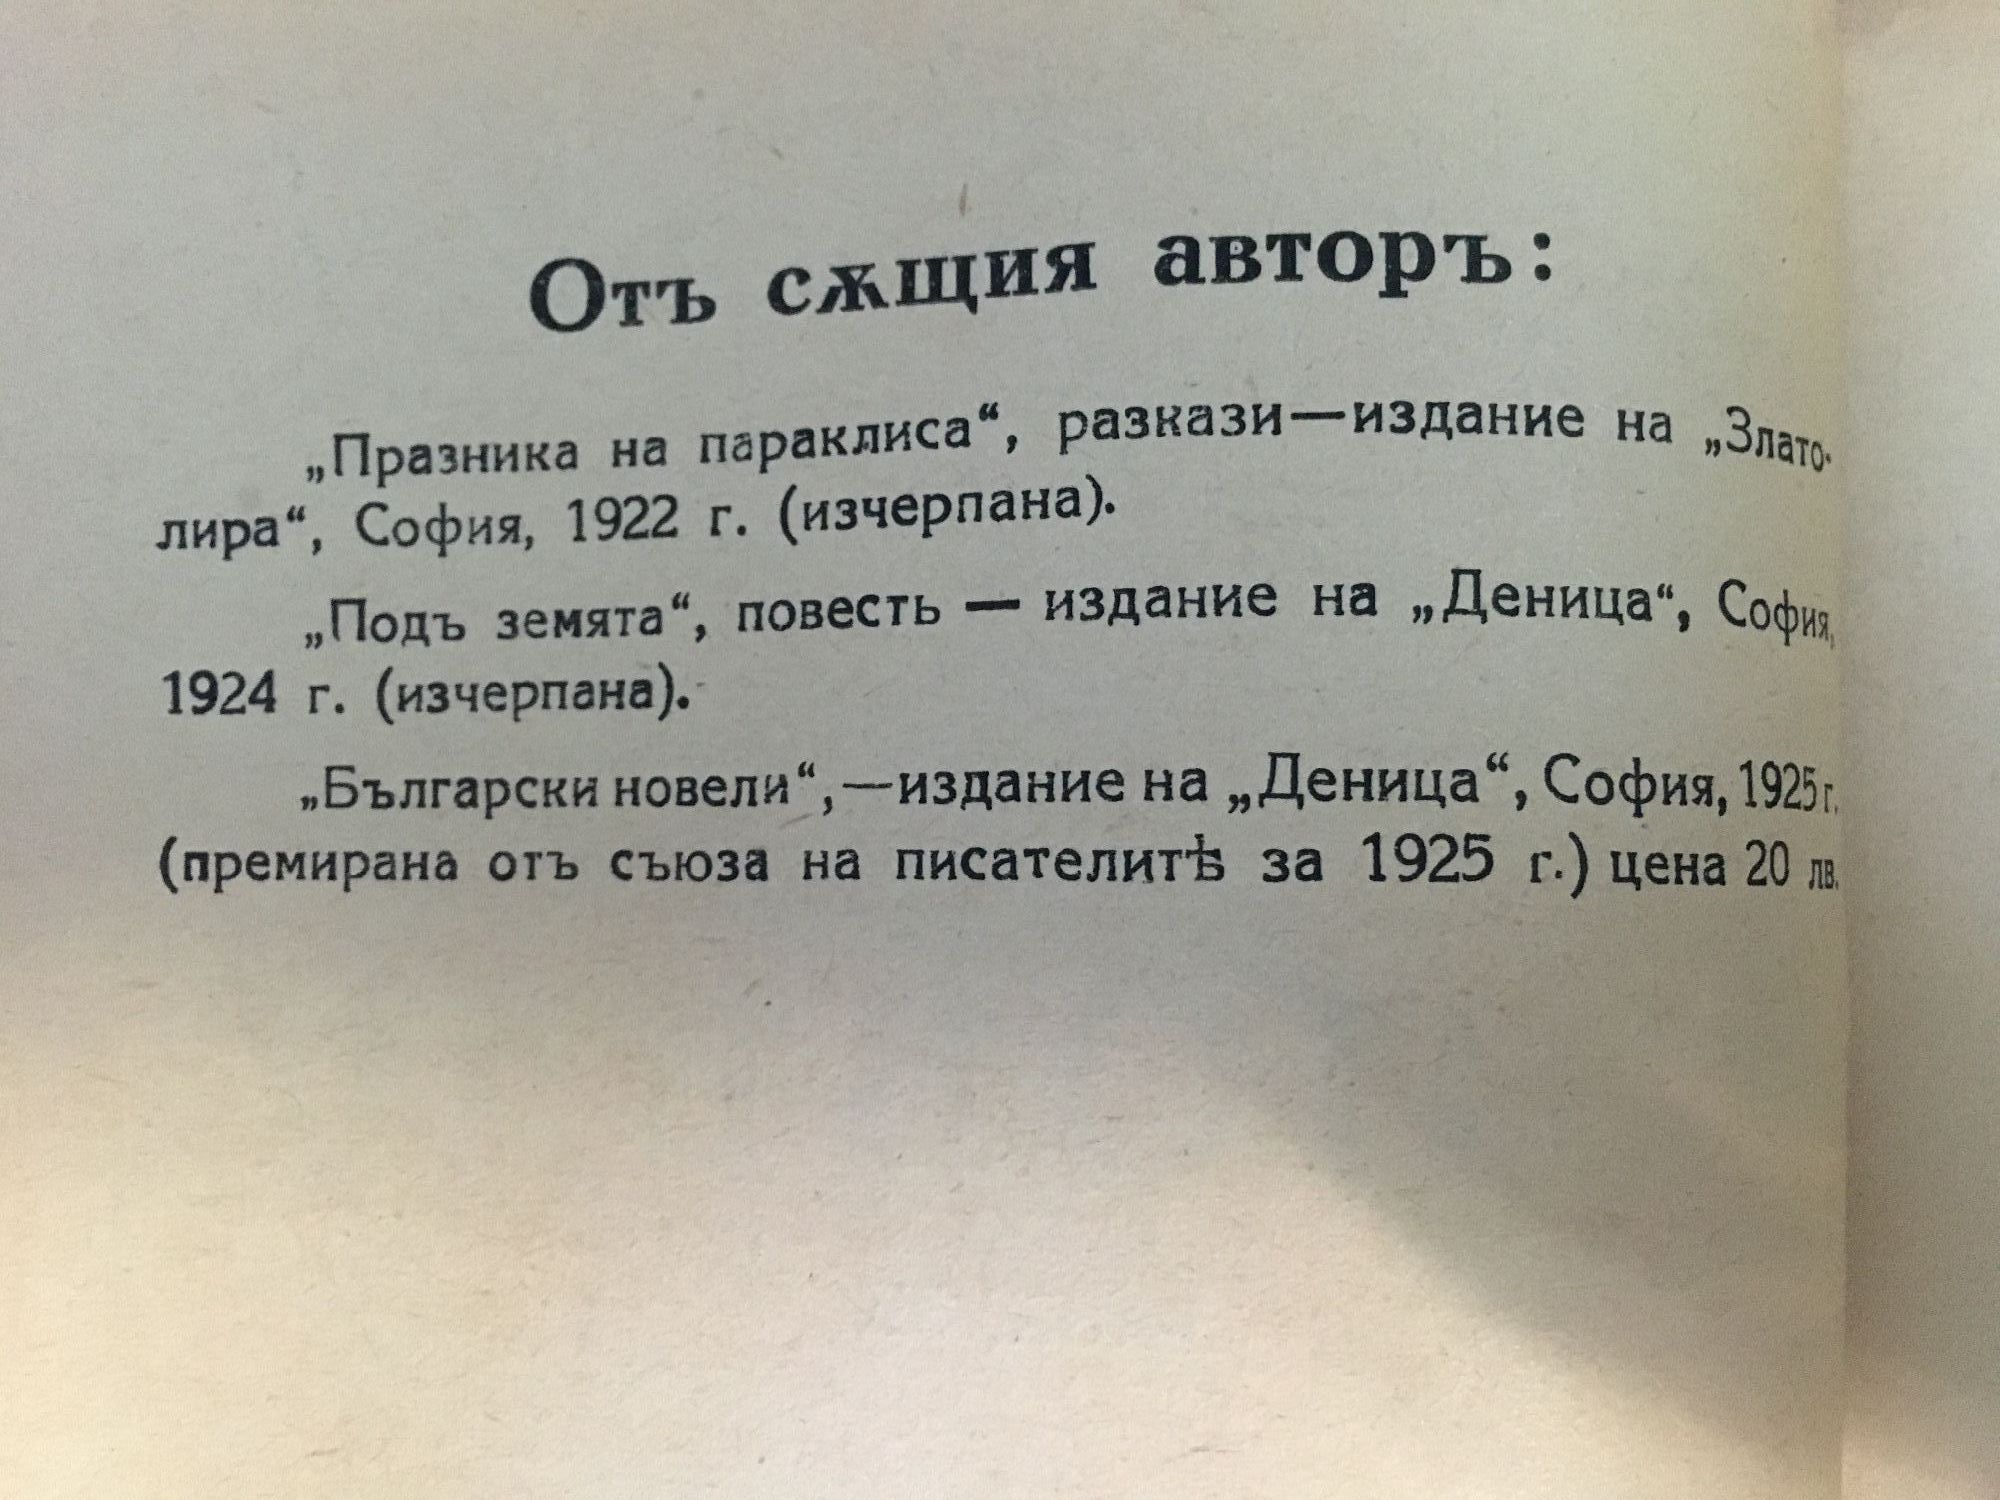 Отъ сѫщия авторъ:
„Празника на параклиса“, разкази—издание на „Злато-
лира“, София, 1922 г. (изчерпана).
„Подъ земята“, повесть — издание на „Деница“, София,
1924 г. (изчерпана).
„Български новели“,—издание на „Деница“, София, 1925 г.
(премирана отъ съюза на писателитѣ за 1925 г.) цена 20 лв.